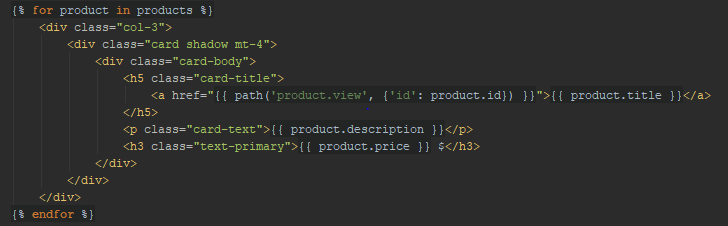 {% for product in products %}
<div class="col-3">
<div class="card shadow mt-4">
<div class="card-body">
<h5 class="card-title">
<a href="{{ path('product.view', {'id': product.id}) }}">{{ product.title }}</a>
</h5>
<p class="card-text">{{ product.description }}</p>
<h3 class="text-primary">{{ product.price }} $</h3>
</div>
</div>
</div>
{% endfor %}